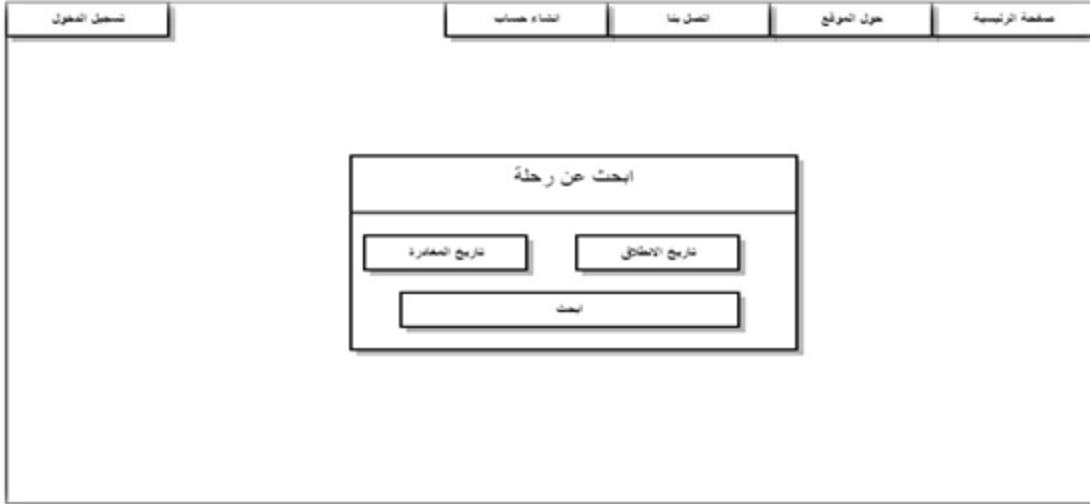 صفحة الرئيسية
حول الموقع
اتصل بنا
انشاء حساب
تسجيل الدخول
ابحث عن رحلة
تاريخ الانطلاق
تاريخ المغادرة
ابحث